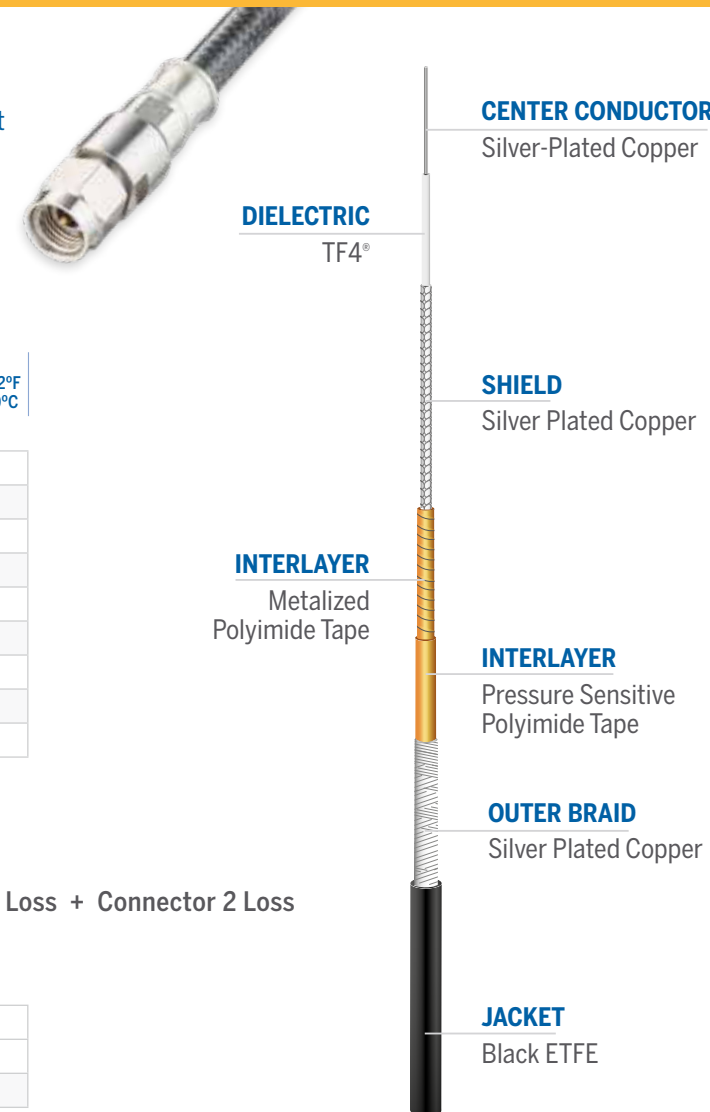 t
CENTER CONDUCTOR
Silver-Plated Copper
DIELECTRIC
TF4®
2°F
°C
SHIELD
Silver Plated Copper
INTERLAYER
Metalized
Polyimide Tape
INTERLAYER
Pressure Sensitive
Polyimide Tape
OUTER BRAID
Silver Plated Copper
Loss + Connector 2 Loss
JACKET
Black ETFE